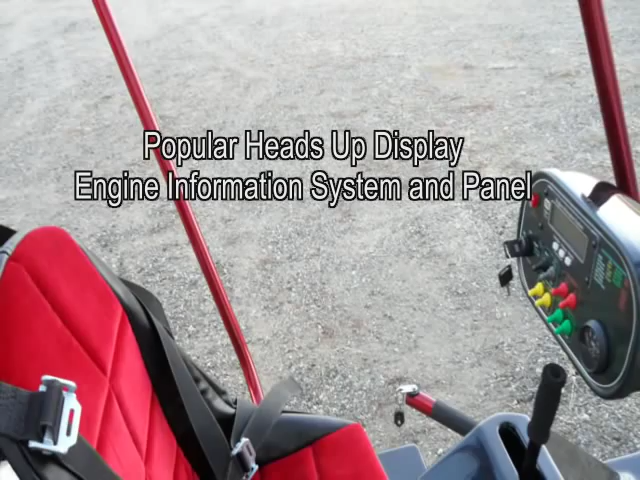 Popular Heads Up Display
Engine Information System and Panel